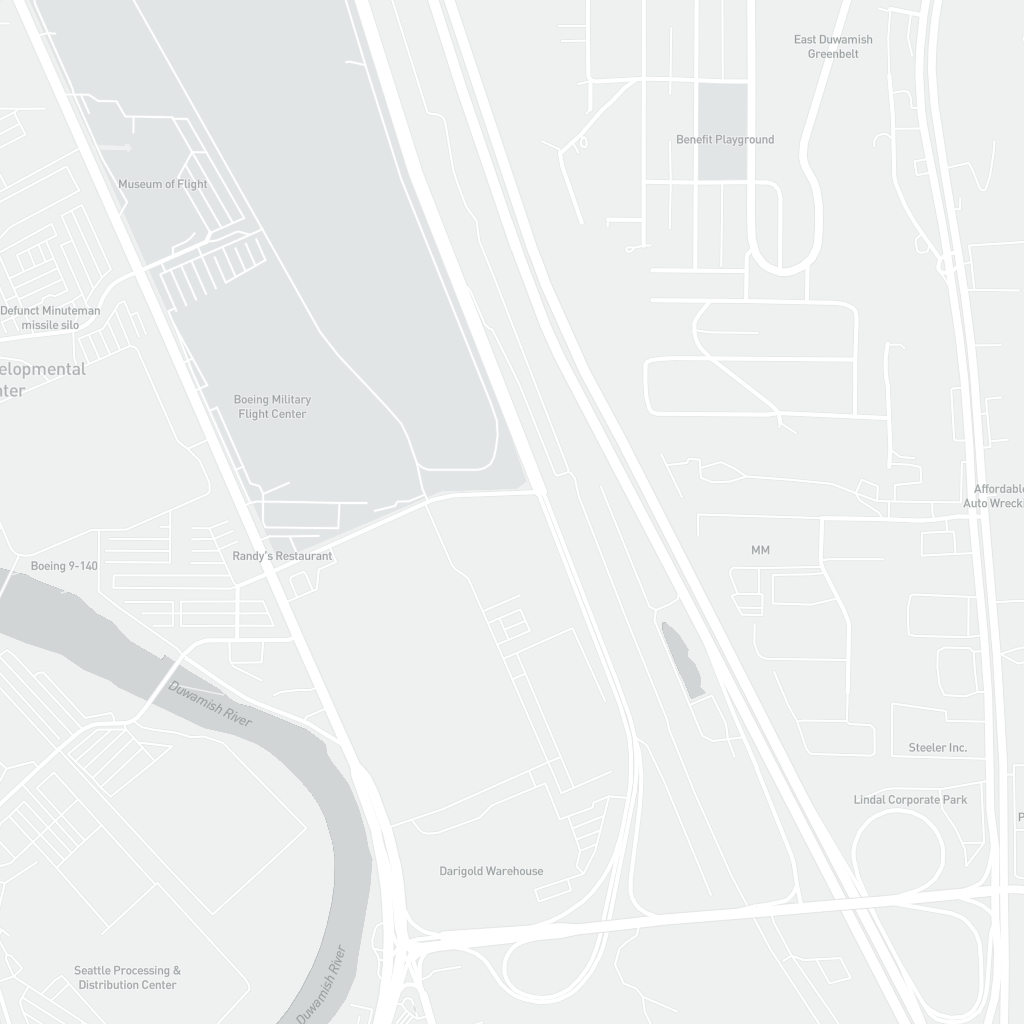 East Duwamish
Greenbelt
Benefit Playground
Museum of Flight
Defunct Minuteman
missile silo
elopmental
nter
Boeing Military
Flight Center
Affordable
Auto Wrecki
Randy's Restaurant
MM
Boeing 9-140
Duwamish River
Steeler Inc.
Lindal Corporate Park
P
Darigold Warehouse
Seattle Processing &
Distribution Center
Duwamish River